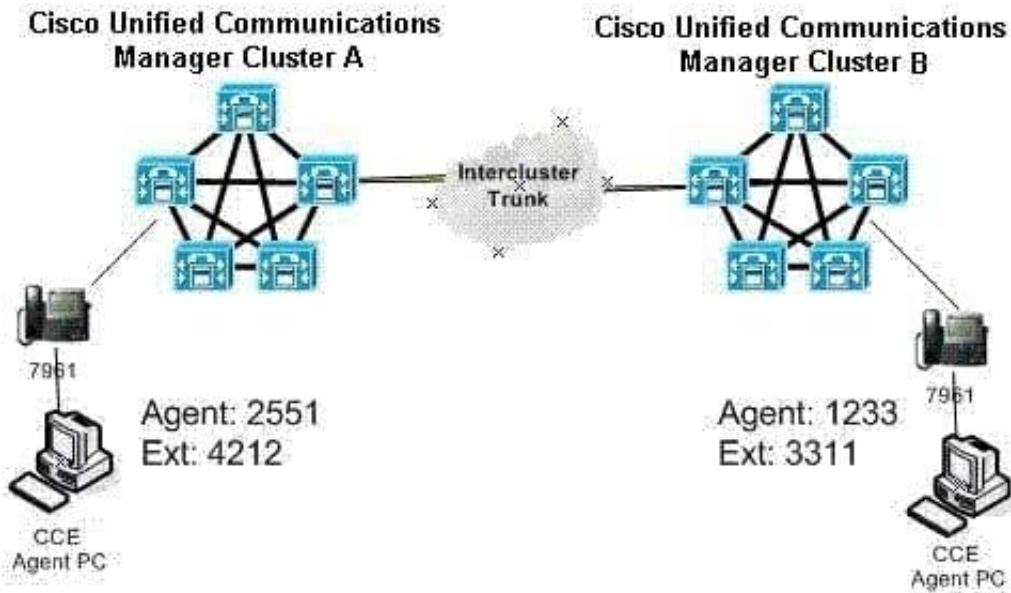 Cisco Unified Communications
Manager Cluster A
Cisco Unified Communications
Manager Cluster B
Intercluster
Trunk
7961
Agent: 2551
Ext: 4212
CCE
Agent PC
7961
Agent: 1233
Ext: 3311
CCE
Agent PC